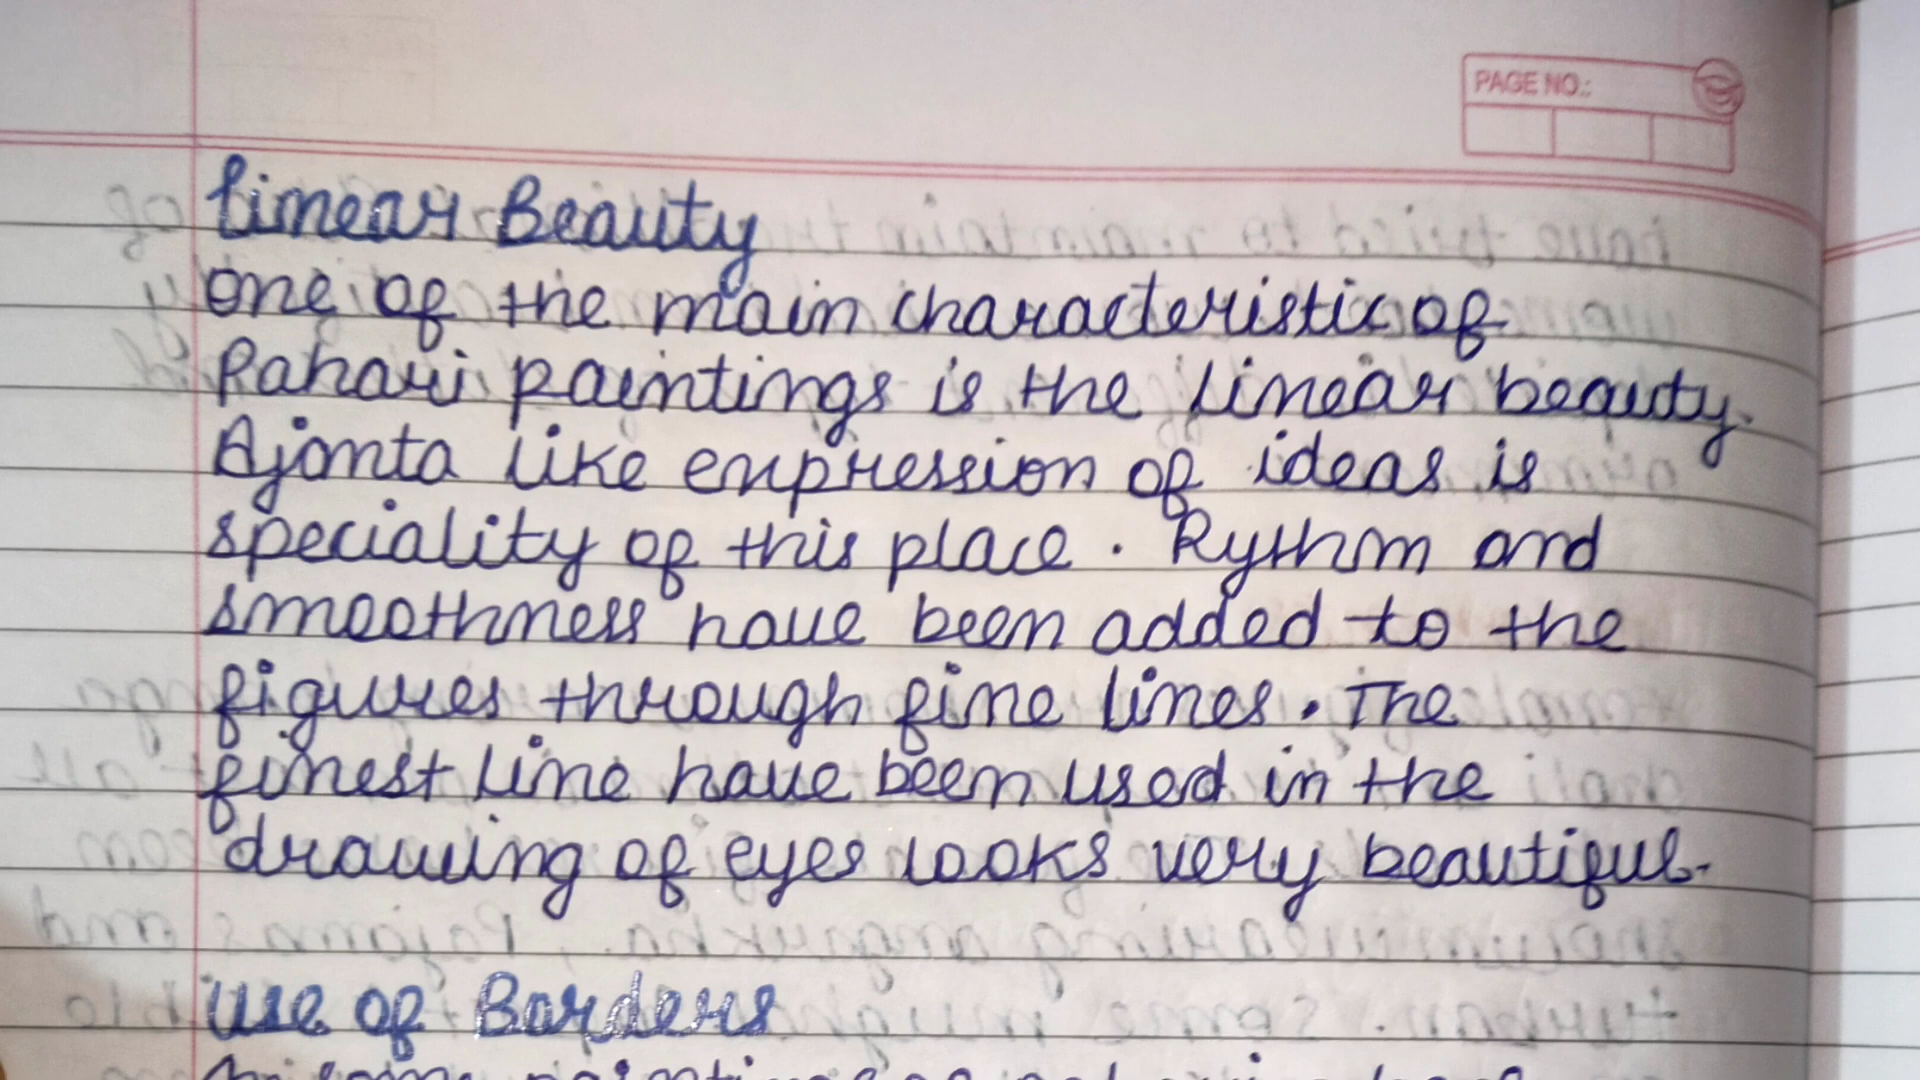 PAGE NO.:
Linear Beauty
One of the main characteristic of
Pahari paintings is the linear beauty.
Ajanta like expression of ideas is
speciality of this place. Rythm and
smoothness have been added to the
figures through fine lines. The
finest line have been used in the
drawing of eyes looks very beautiful.
Use of Borders